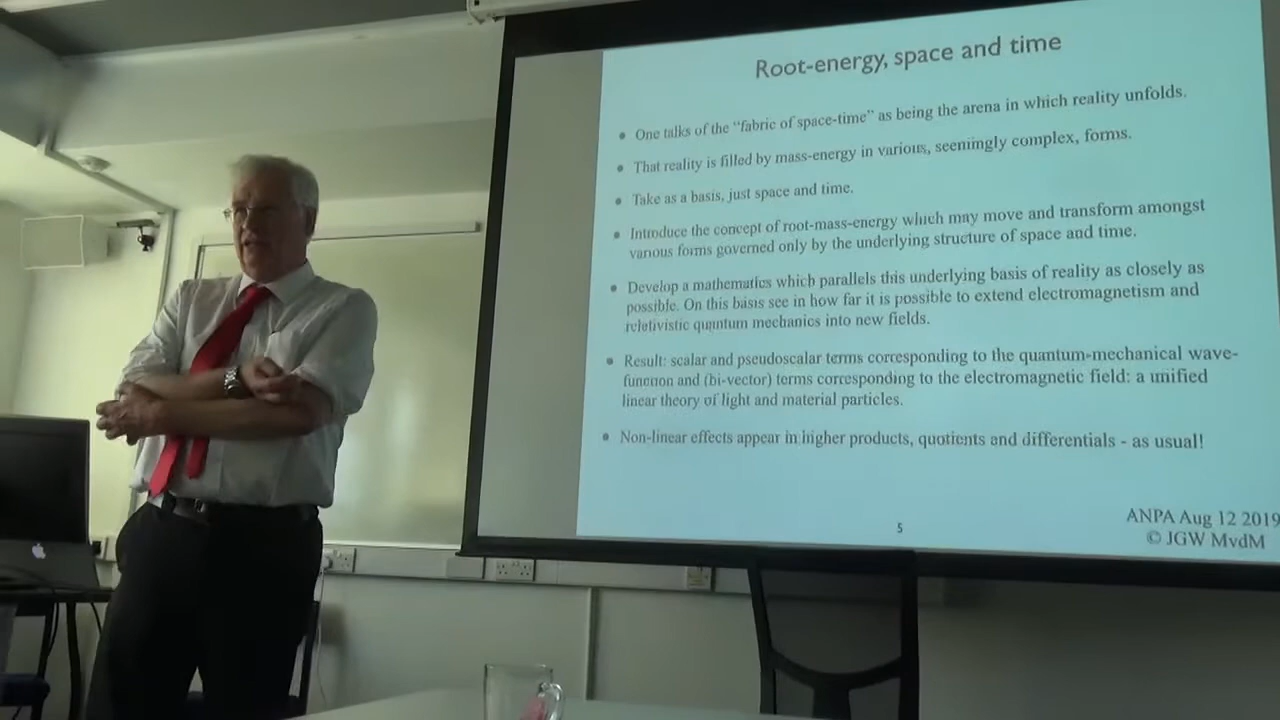 Root-energy, space and time
• One talks of the “fabric of space-time” as being the arena in which reality unfolds.
• That reality is filled by mass-energy in various, seemingly complex, forms.
• Take as a basis, just space and time.
• Introduce the concept of root-mass-energy which may move and transform amongst
various forms governed only by the underlying structure of space and time.
• Develop a mathematics which parallels this underlying basis of reality as closely as
possible. On this basis see in how far it is possible to extend electromagnetism and
reletivistic quantum mechanics into new fields.
• Result: scalar and pseudoscalar terms corresponding to the quantum-mechanical wave-
function and (bi-vector) terms corresponding to the electromagnetic field: a unified
linear theory of light and material particles.
• Non-linear effects appear in higher products, quotients and differentials - as usual!
5
ANPA Aug 12 2019
© JGW MvdM